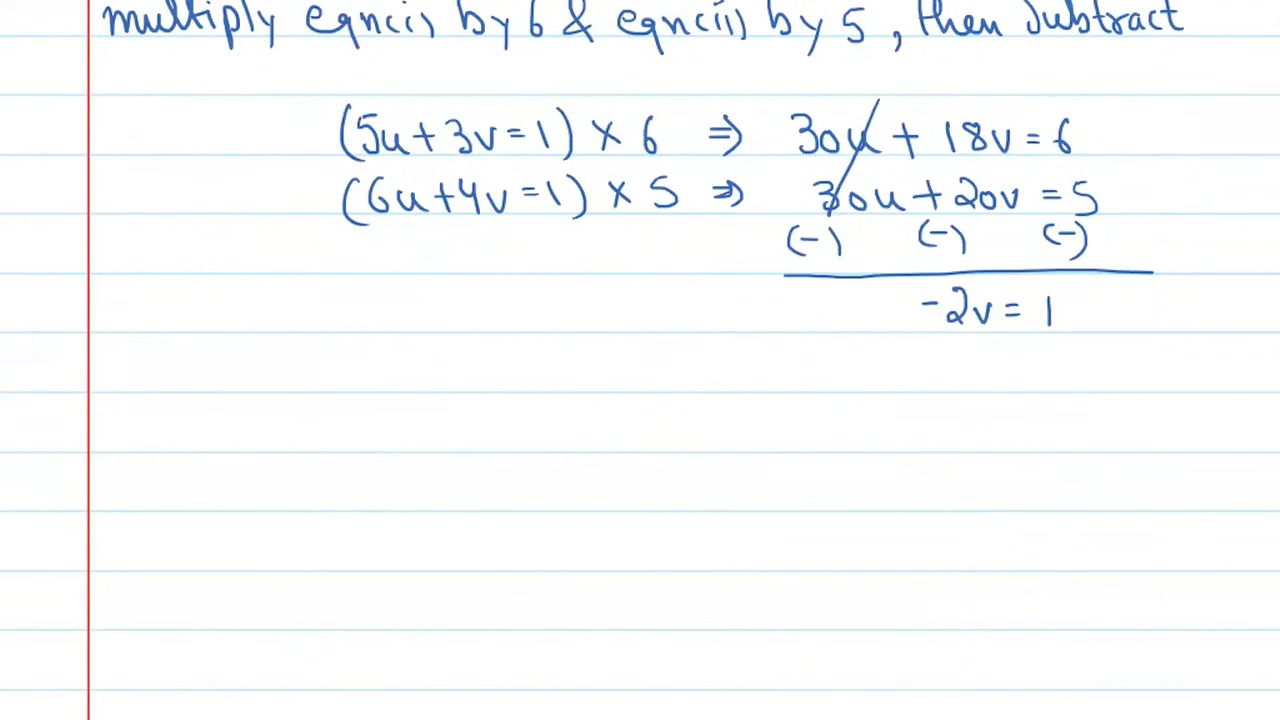 multiply eqn(i) by 6 & eqn(ii) by 5, then subtract
(5u+3v=1) × 6 ⇒ 30u + 18v = 6
(6u+4v=1) × 5 ⇒ 30u + 20v = 5
(-) (-) (-)
-2v = 1